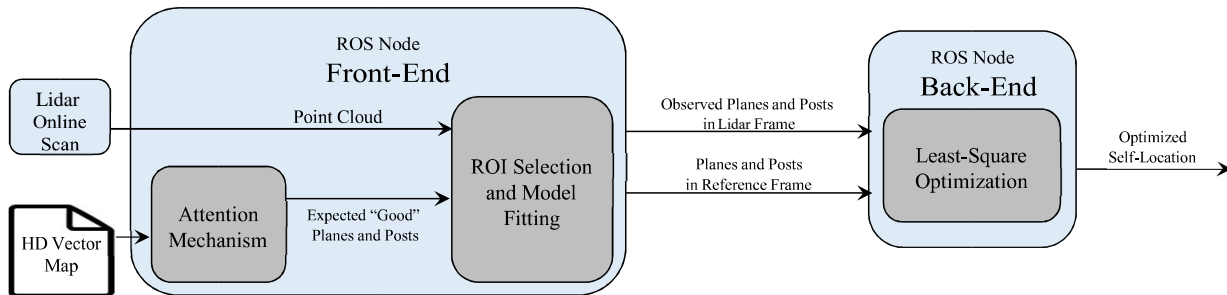 ROS Node
Front-End
Lidar
Online
Scan
Point Cloud
HD Vector
Map
Attention
Mechanism
Expected “Good”
Planes and Posts
ROI Selection
and Model
Fitting
Observed Planes and Posts
in Lidar Frame
Planes and Posts
in Reference Frame
ROS Node
Back-End
Least-Square
Optimization
Optimized
Self-Location